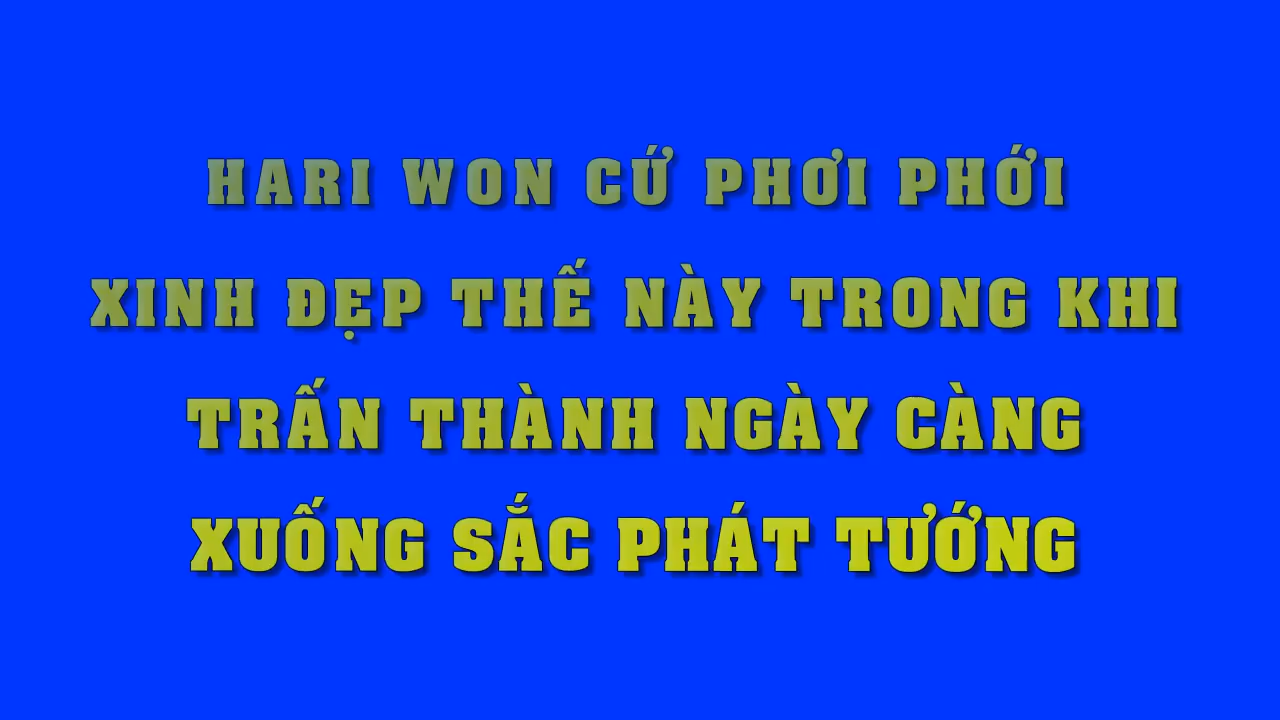 HARI WON CỨ PHƠI PHỚI
XINH ĐẸP THẾ NÀY TRONG KHI
TRẤN THÀNH NGÀY CÀNG
XUỐNG SẮC PHÁT TƯỚNG